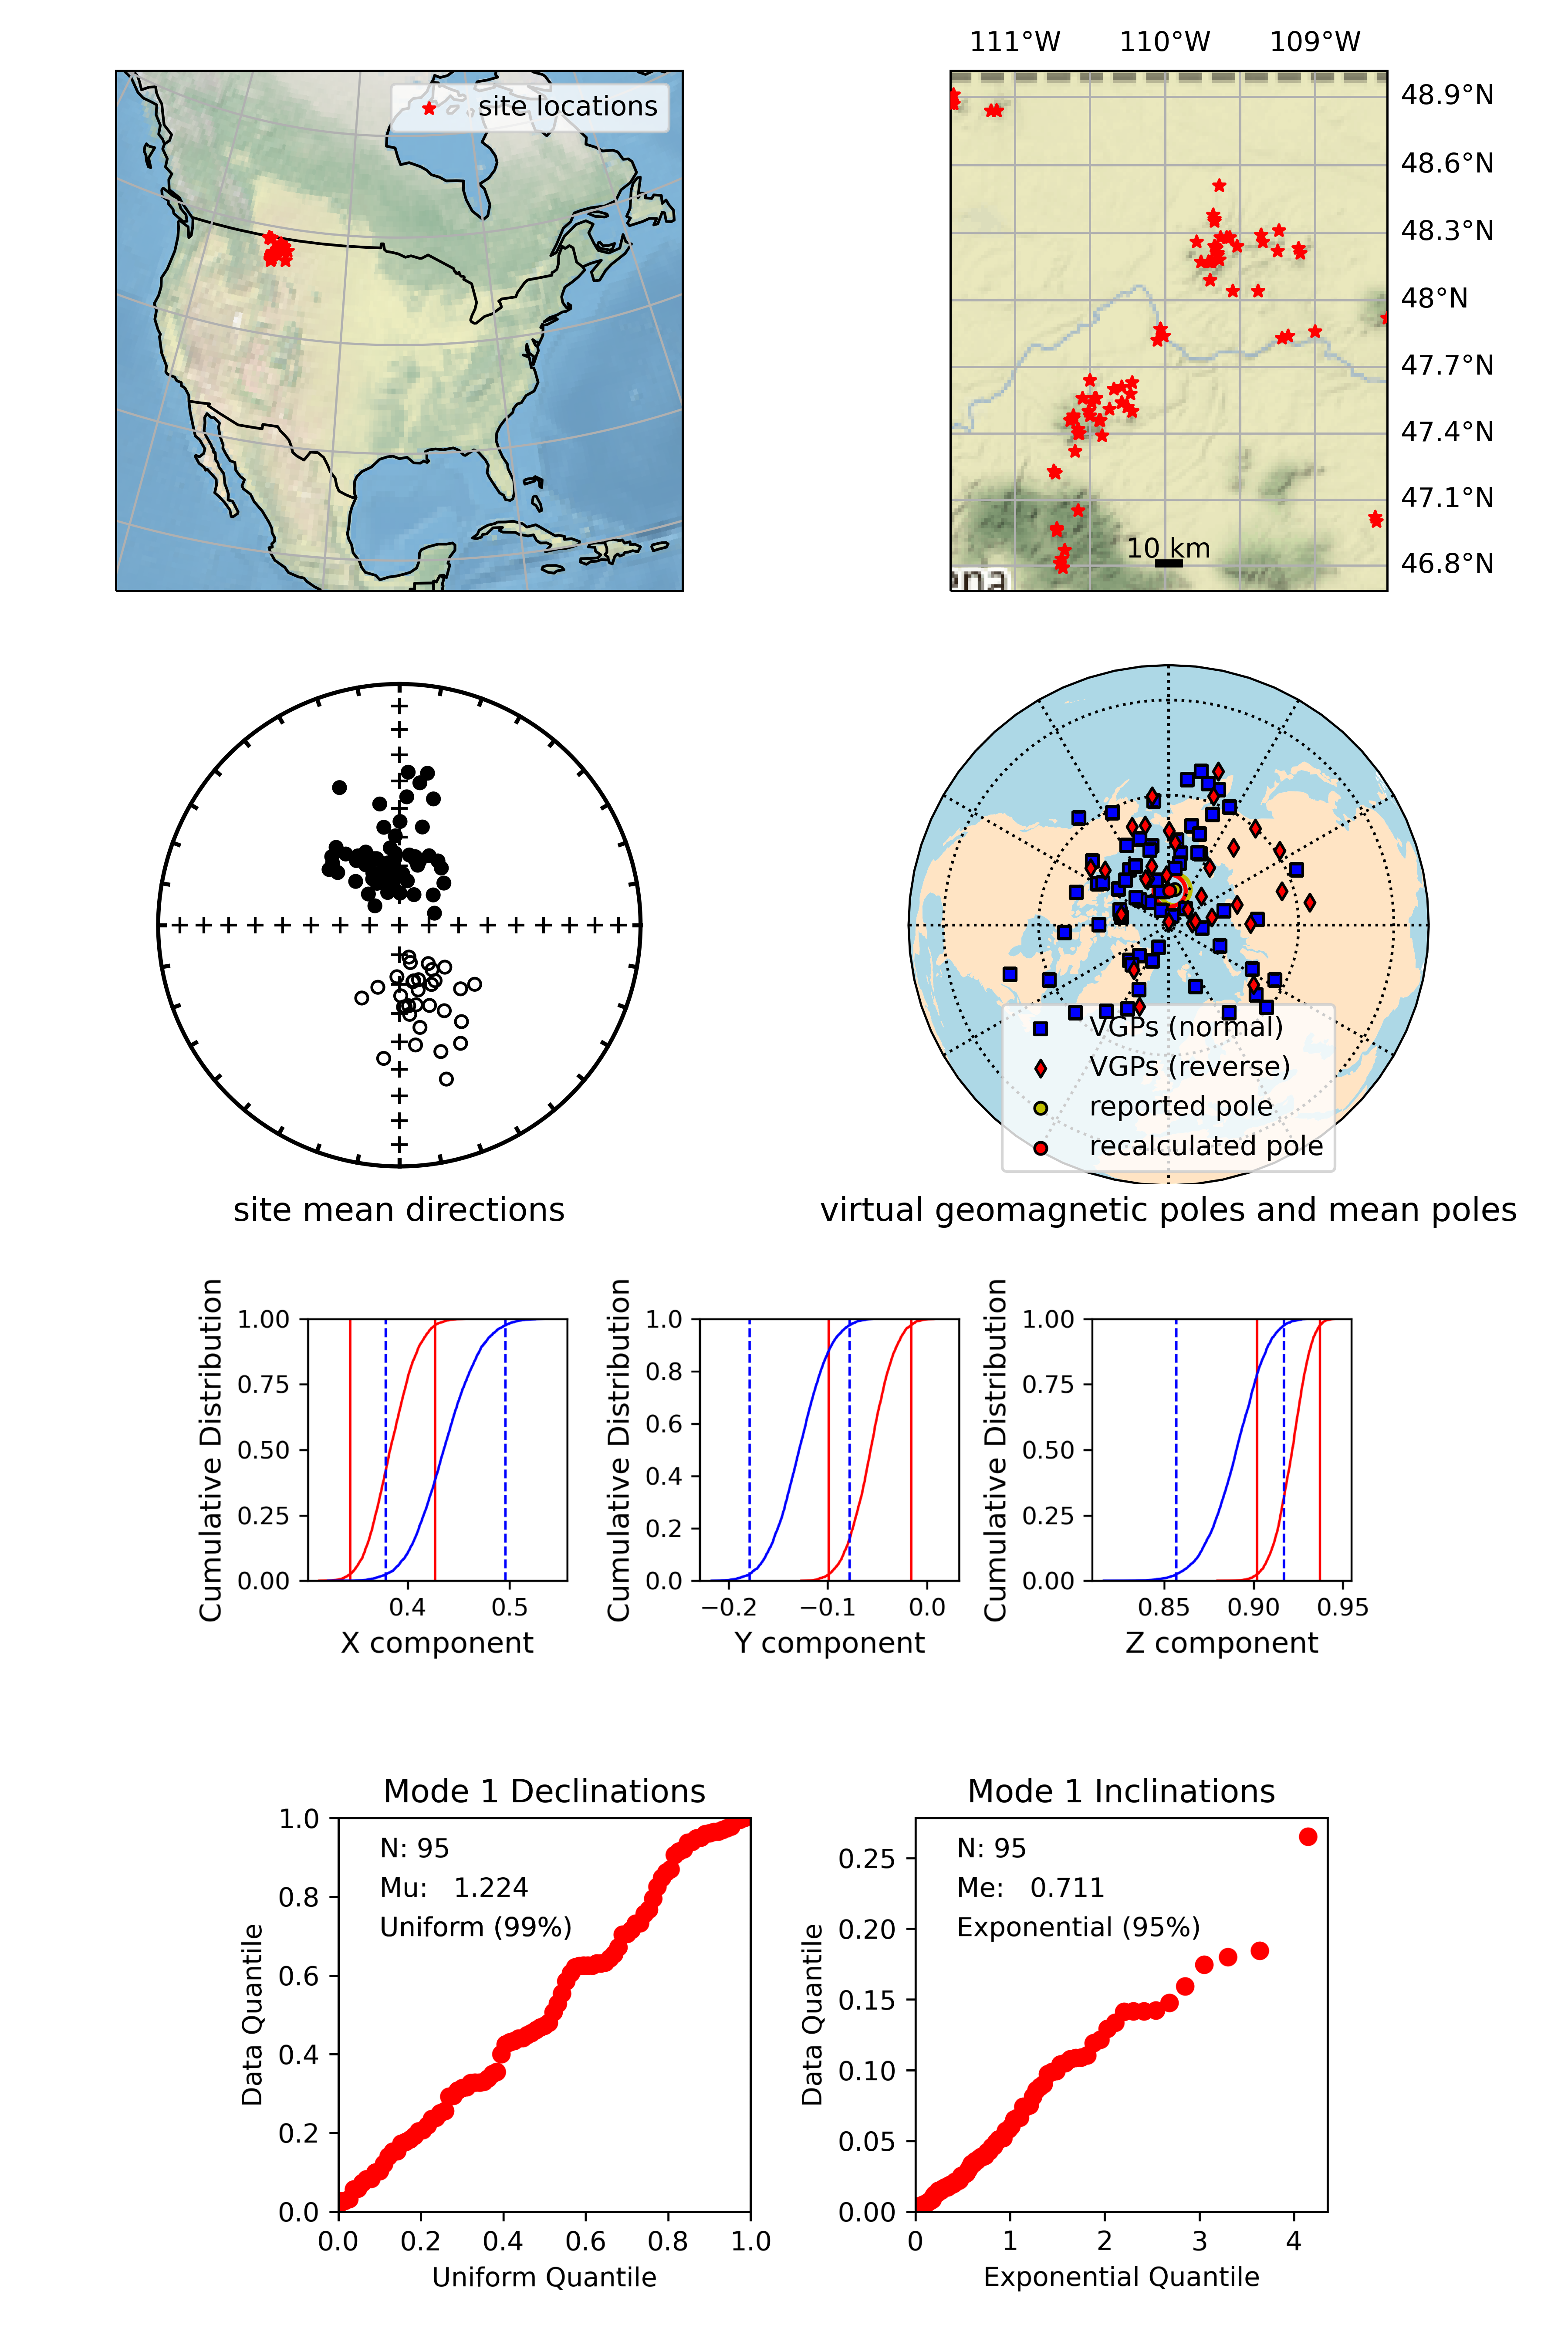 111°W 110°W 109°W
site locations
48.9°N
48.6°N
48.3°N
48°N
47.7°N
47.4°N
47.1°N
46.8°N
10 km
ena
VGPs (normal)
VGPs (reverse)
reported pole
recalculated pole
site mean directions
virtual geomagnetic poles and mean poles
Cumulative Distribution
1.00
0.75
0.50
0.25
0.00
0.4 0.5
X component
Cumulative Distribution
1.0
0.8
0.6
0.4
0.2
0.0
−0.2 −0.1 0.0
Y component
Cumulative Distribution
1.00
0.75
0.50
0.25
0.00
0.85 0.90 0.95
Z component
Mode 1 Declinations
N: 95
Mu: 1.224
Uniform (99%)
Data Quantile
1.0
0.8
0.6
0.4
0.2
0.0
0.0 0.2 0.4 0.6 0.8 1.0
Uniform Quantile
Mode 1 Inclinations
N: 95
Me: 0.711
Exponential (95%)
Data Quantile
0.25
0.20
0.15
0.10
0.05
0.00
0 1 2 3 4
Exponential Quantile